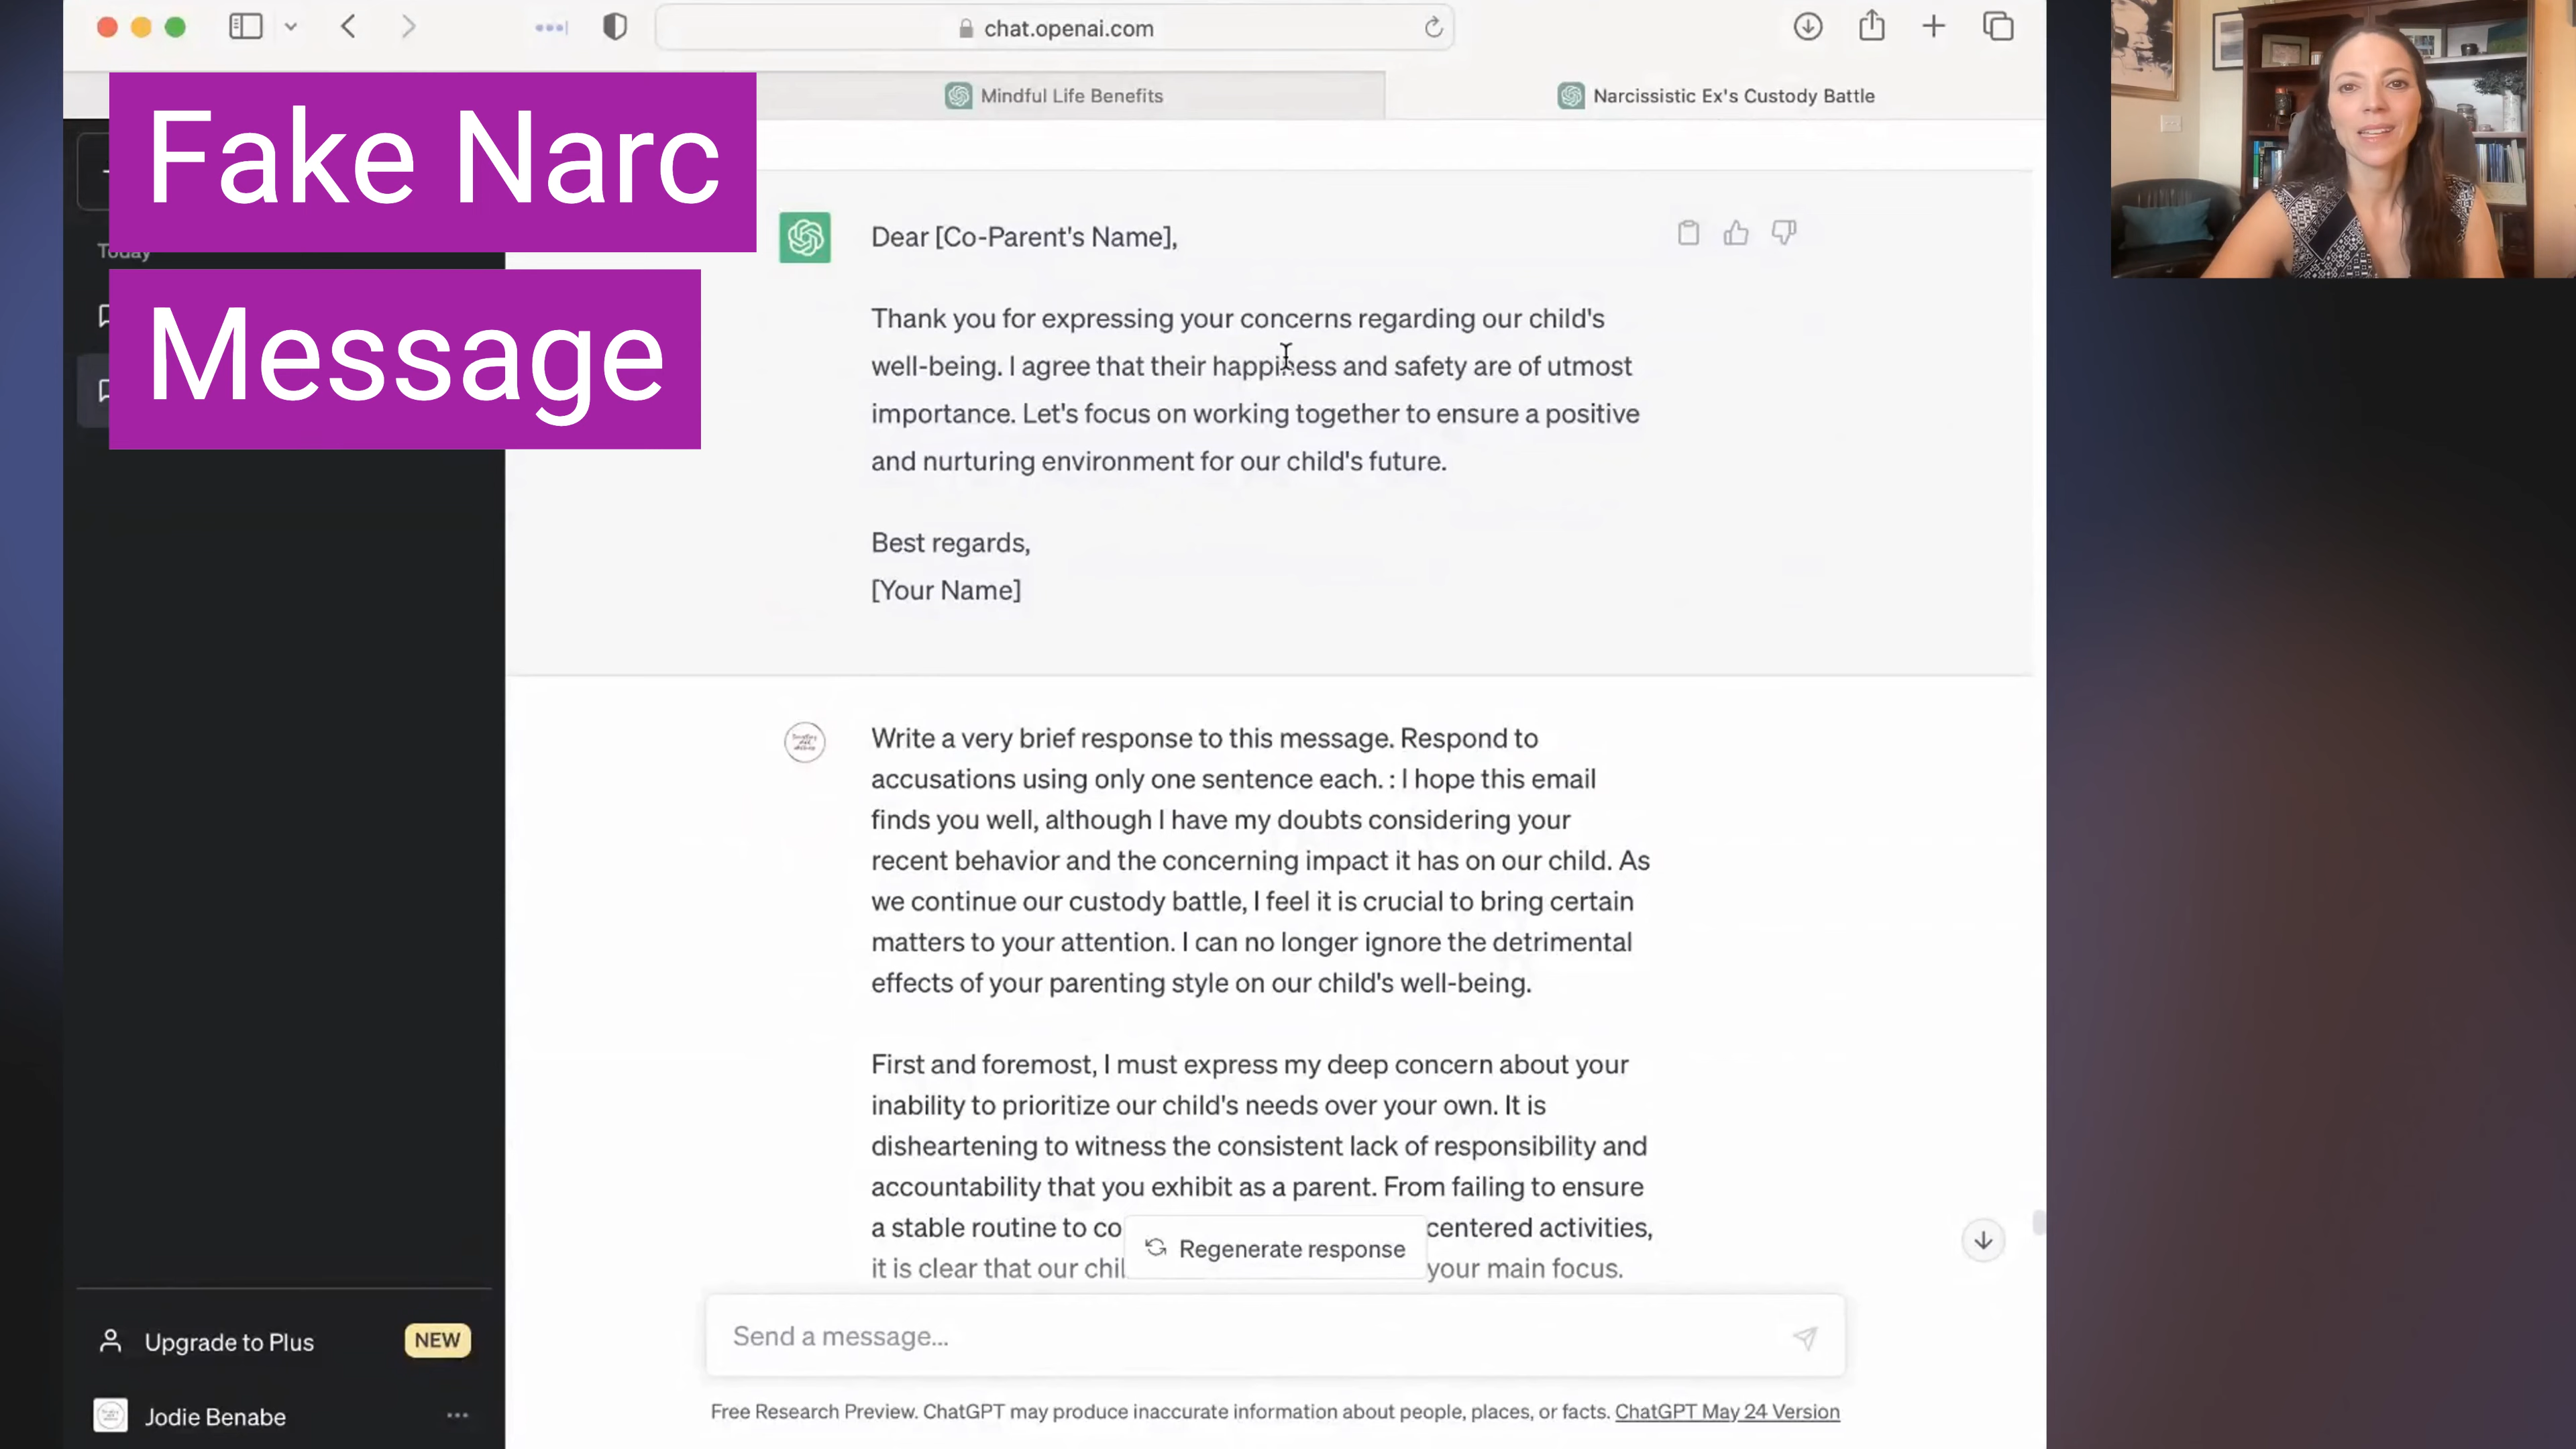 chat.openai.com
Mindful Life Benefits
Narcissistic Ex's Custody Battle
Fake Narc
Message
Today
Dear [Co-Parent's Name],
Thank you for expressing your concerns regarding our child's
well-being. I agree that their happiness and safety are of utmost
importance. Let's focus on working together to ensure a positive
and nurturing environment for our child's future.
Best regards,
[Your Name]
Write a very brief response to this message. Respond to
accusations using only one sentence each. : I hope this email
finds you well, although I have my doubts considering your
recent behavior and the concerning impact it has on our child. As
we continue our custody battle, I feel it is crucial to bring certain
matters to your attention. I can no longer ignore the detrimental
effects of your parenting style on our child's well-being.
First and foremost, I must express my deep concern about your
inability to prioritize our child's needs over your own. It is
disheartening to witness the consistent lack of responsibility and
accountability that you exhibit as a parent. From failing to ensure
a stable routine to co centered activities,
it is clear that our chil your main focus.
Regenerate response
Send a message...
Free Research Preview. ChatGPT may produce inaccurate information about people, places, or facts. ChatGPT May 24 Version
Upgrade to Plus NEW
Jodie Benabe